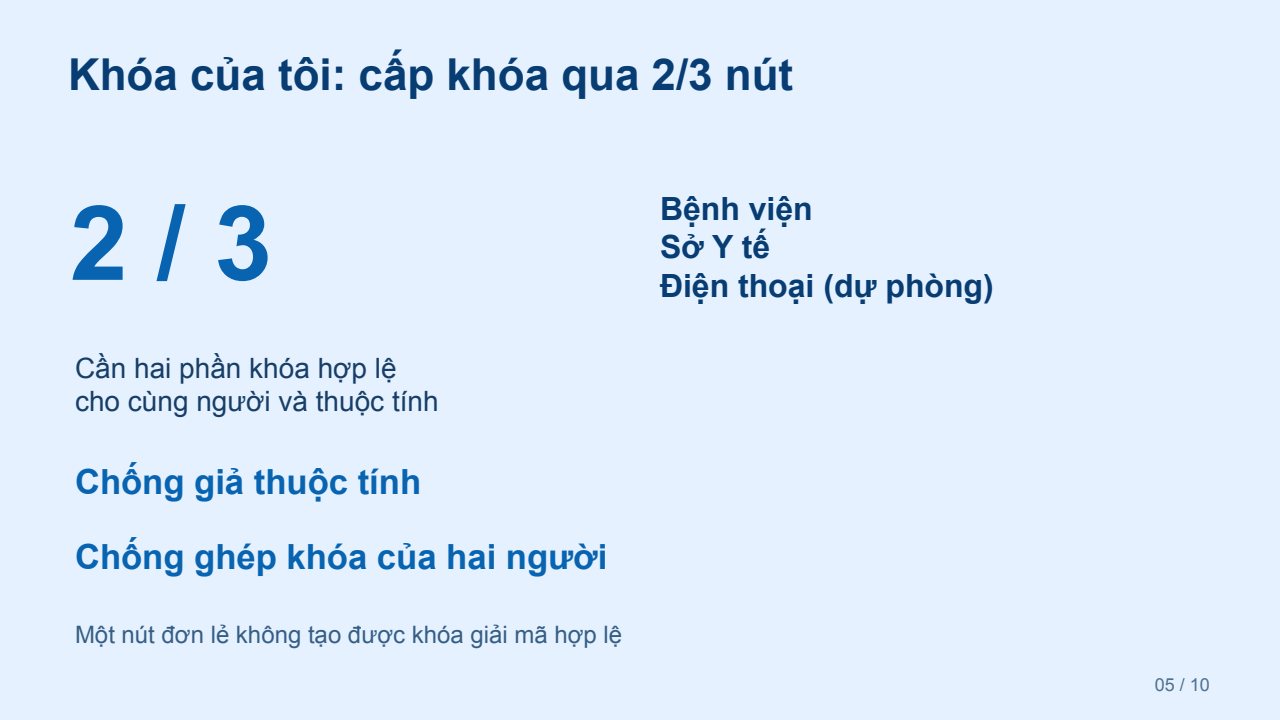 Khóa của tôi: cấp khóa qua 2/3 nút
2 / 3
Bệnh viện
Sở Y tế
Điện thoại (dự phòng)
Cần hai phần khóa hợp lệ
cho cùng người và thuộc tính
Chống giả thuộc tính
Chống ghép khóa của hai người
Một nút đơn lẻ không tạo được khóa giải mã hợp lệ
05 / 10